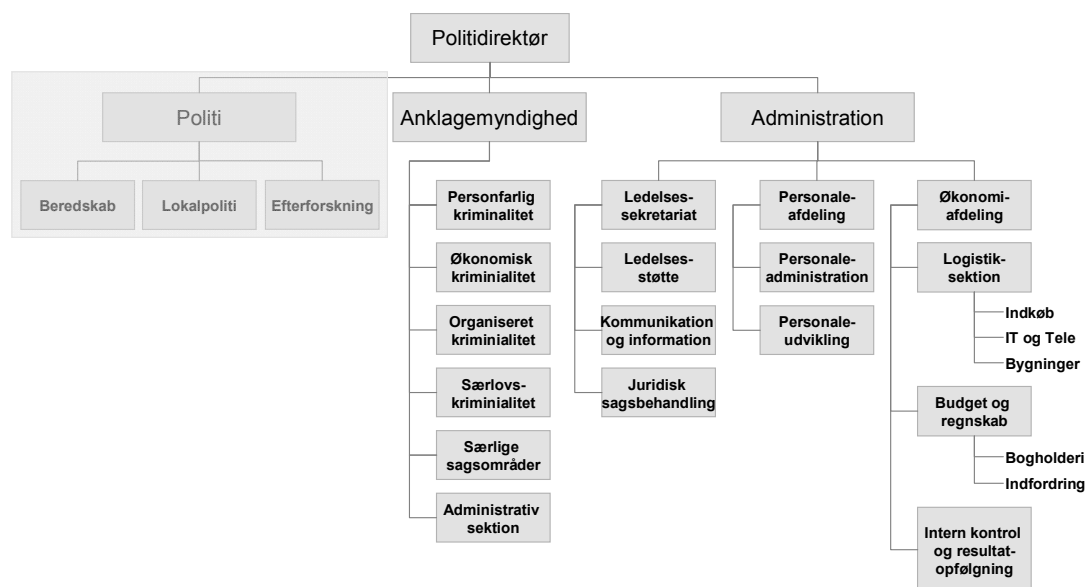 Politidirektør
Politi
Anklagemyndighed
Administration
Beredskab
Lokalpoliti
Efterforskning
Personfarlig
kriminalitet
Økonomisk
kriminialitet
Organiseret
kriminialitet
Særlovs-
kriminialitet
Særlige
sagsområder
Administrativ
sektion
Ledelses-
sekretariat
Ledelses-
støtte
Kommunikation
og information
Juridisk
sagsbehandling
Personale-
afdeling
Personale-
administration
Personale-
udvikling
Økonomi-
afdeling
Logistik-
sektion
Indkøb
IT og Tele
Bygninger
Budget og
regnskab
Bogholderi
Indfordring
Intern kontrol
og resultat-
opfølgning